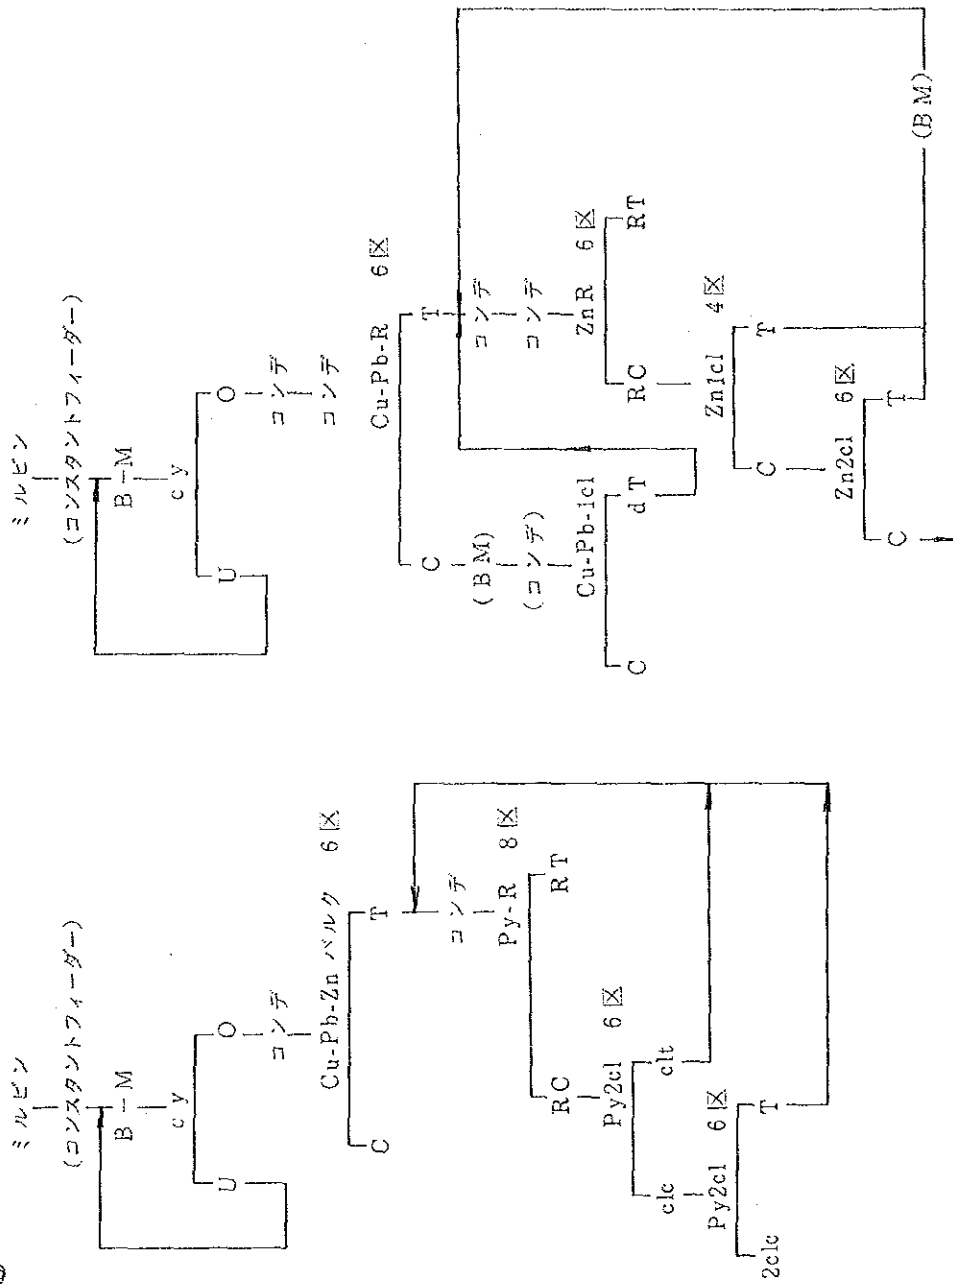 ミルビン
(コンスタントフィーダー)
B-M
cy
U
O
コンデ
Cu-Pb-Zn バルク
6区
C
T
コンデ
Py-R
8区
RC
RT
Py2cl
6区
clc
clt
Py2cl
6区
2clc
T
ミルビン
(コンスタントフィーダー)
B-M
cy
U
O
コンデ
コンデ
Cu-Pb-R
6区
C
T
(BM)
コンデ
(コンデ)
コンデ
Cu-Pb-1cl
ZnR
6区
C
dT
RC
RT
Zn1cl
4区
C
T
Zn2cl
6区
C
T
(BM)